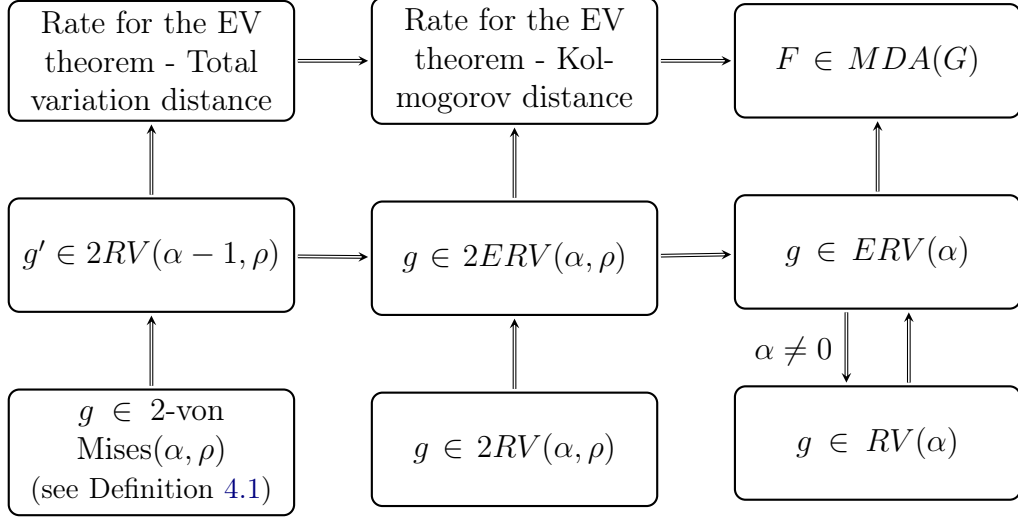 Rate for the EV
theorem - Total
variation distance
Rate for the EV
theorem - Kol-
mogorov distance
F ∈ MDA(G)
g′ ∈ 2RV(α − 1, ρ)
g ∈ 2ERV(α, ρ)
g ∈ ERV(α)
α ≠ 0
g ∈ 2-von
Mises(α, ρ)
(see Definition 4.1)
g ∈ 2RV(α, ρ)
g ∈ RV(α)